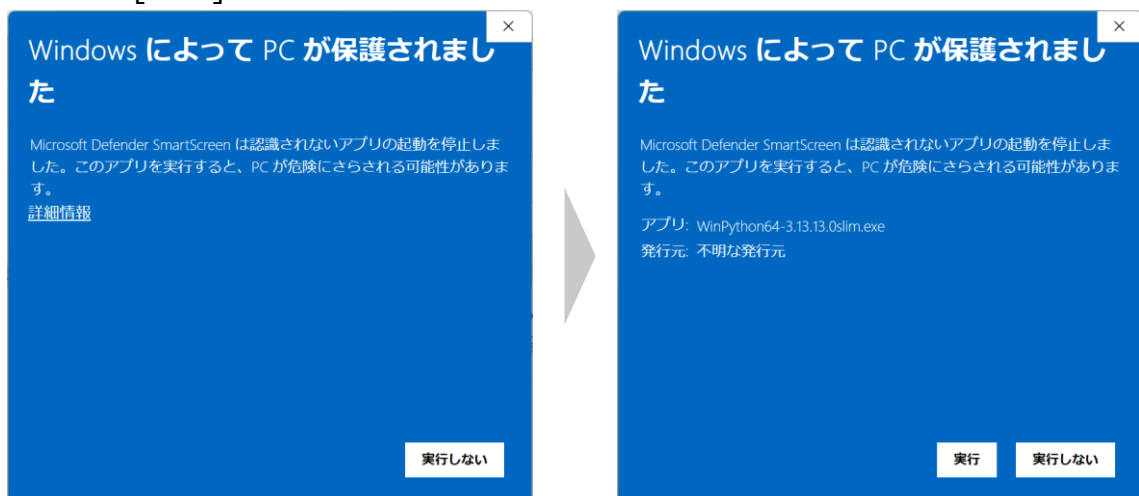 Windows によって PC が保護されまし
た
Microsoft Defender SmartScreen は認識されないアプリの起動を停止しま
した。このアプリを実行すると、PC が危険にさらされる可能性がありま
す。
詳細情報
実行しない
Windows によって PC が保護されまし
た
Microsoft Defender SmartScreen は認識されないアプリの起動を停止しま
した。このアプリを実行すると、PC が危険にさらされる可能性がありま
す。
アプリ: WinPython64-3.13.13.0slim.exe
発行元: 不明な発行元
実行 実行しない